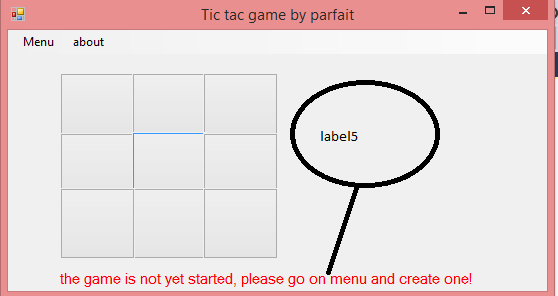 Tic tac game by parfait
Menu about
label5
the game is not yet started, please go on menu and create one!